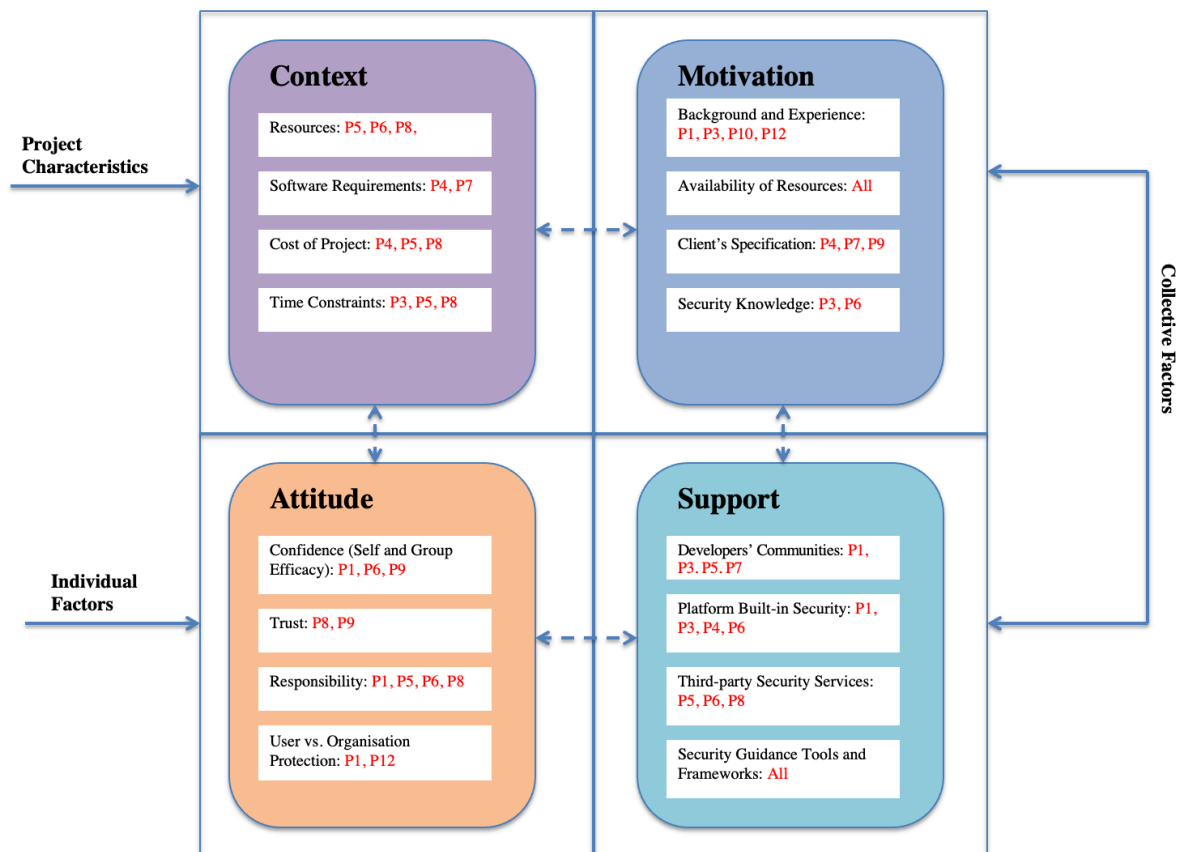 Project
Characteristics
Context
Resources: P5, P6, P8,
Software Requirements: P4, P7
Cost of Project: P4, P5, P8
Time Constraints: P3, P5, P8
Motivation
Background and Experience:
P1, P3, P10, P12
Availability of Resources: All
Client's Specification: P4, P7, P9
Security Knowledge: P3, P6
Collective Factors
Individual
Factors
Attitude
Confidence (Self and Group
Efficacy): P1, P6, P9
Trust: P8, P9
Responsibility: P1, P5, P6, P8
User vs. Organisation
Protection: P1, P12
Support
Developers' Communities: P1,
P3. P5. P7
Platform Built-in Security: P1,
P3, P4, P6
Third-party Security Services:
P5, P6, P8
Security Guidance Tools and
Frameworks: All